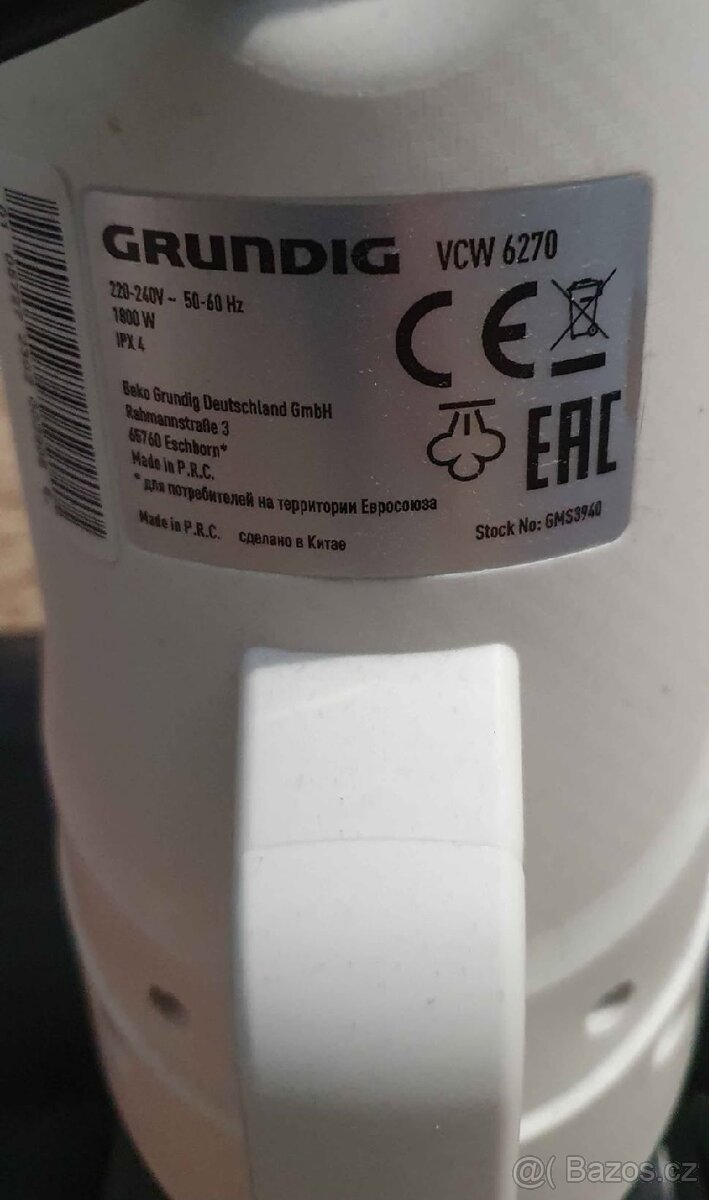 GRUNDIG VCW 6270
220-240V ~ 50-60 Hz
1800 W
IPX 4
CE
EAC
Beko Grundig Deutschland GmbH
Rahmannstraße 3
65760 Eschborn*
Made in P.R.C.
* для потребителей на территории Евросоюза
Made in P.R.C. сделано в Китае
Stock No: GMS3940
@( Bazos.cz